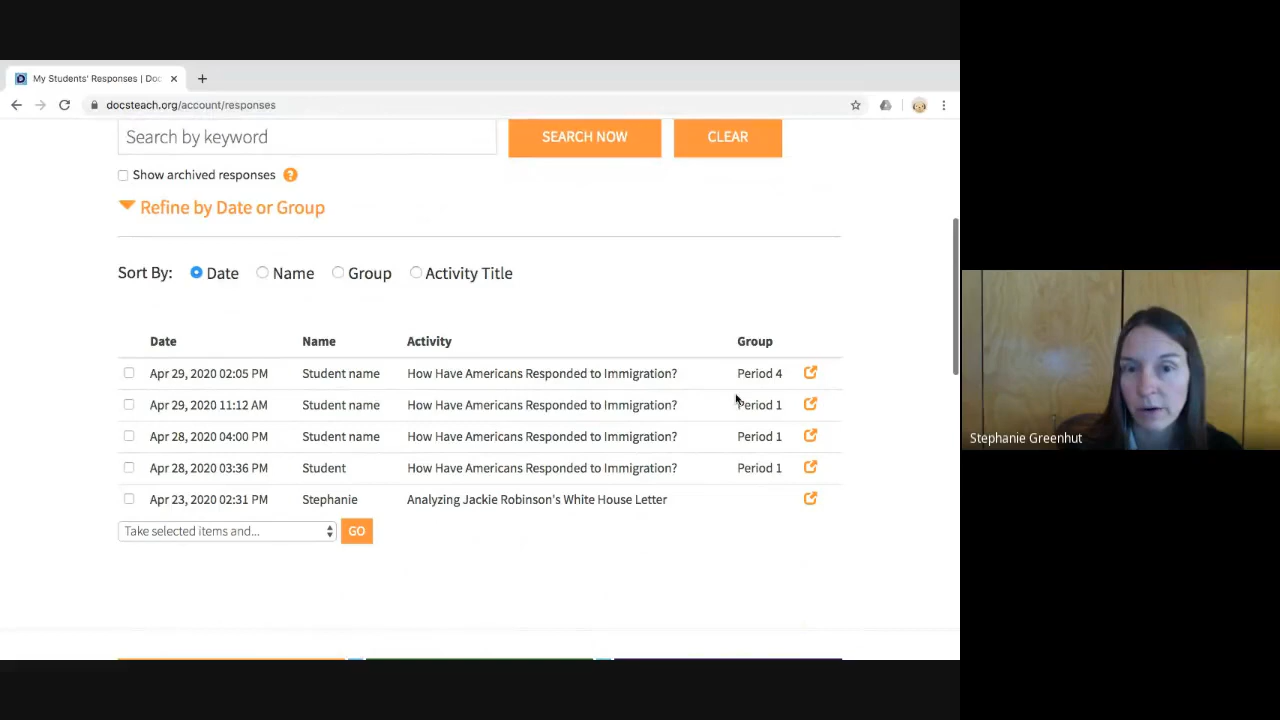 My Students' Responses | Doc
docsteach.org/account/responses
Search by keyword
SEARCH NOW
CLEAR
Show archived responses ?
Refine by Date or Group
Sort By: Date Name Group Activity Title
Date Name Activity Group
Apr 29, 2020 02:05 PM Student name How Have Americans Responded to Immigration? Period 4
Apr 29, 2020 11:12 AM Student name How Have Americans Responded to Immigration? Period 1
Apr 28, 2020 04:00 PM Student name How Have Americans Responded to Immigration? Period 1
Apr 28, 2020 03:36 PM Student How Have Americans Responded to Immigration? Period 1
Apr 23, 2020 02:31 PM Stephanie Analyzing Jackie Robinson's White House Letter
Take selected items and... GO
Stephanie Greenhut